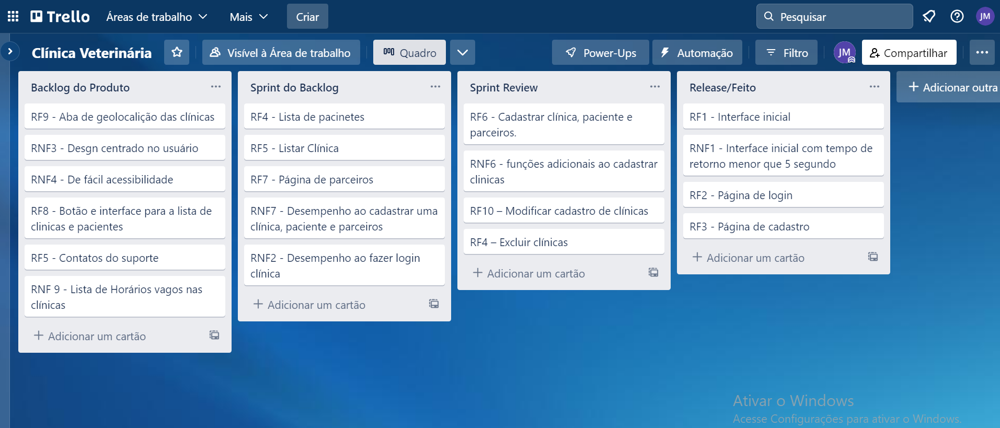 Trello
Áreas de trabalho
Mais
Criar
Pesquisar
JM
Clínica Veterinária
Visível à Área de trabalho
Quadro
Power-Ups
Automação
Filtro
JM
Compartilhar
Backlog do Produto
RF9 - Aba de geolocalição das clínicas
RNF3 - Desgn centrado no usuário
RNF4 - De fácil acessibilidade
RF8 - Botão e interface para a lista de
clinicas e pacientes
RF5 - Contatos do suporte
RNF 9 - Lista de Horários vagos nas
clínicas
+ Adicionar um cartão
Sprint do Backlog
RF4 - Lista de pacinetes
RF5 - Listar Clínica
RF7 - Página de parceiros
RNF7 - Desempenho ao cadastrar uma
clínica, paciente e parceiros
RNF2 - Desempenho ao fazer login
clínica
+ Adicionar um cartão
Sprint Review
RF6 - Cadastrar clínica, paciente e
parceiros.
RNF6 - funções adicionais ao cadastrar
clinicas
RF10 – Modificar cadastro de clínicas
RF4 – Excluir clínicas
+ Adicionar um cartão
Release/Feito
RF1 - Interface inicial
RNF1 - Interface inicial com tempo de
retorno menor que 5 segundo
RF2 - Página de login
RF3 - Página de cadastro
+ Adicionar um cartão
+ Adicionar outra
Ativar o Windows
Acesse Configurações para ativar o Windows.